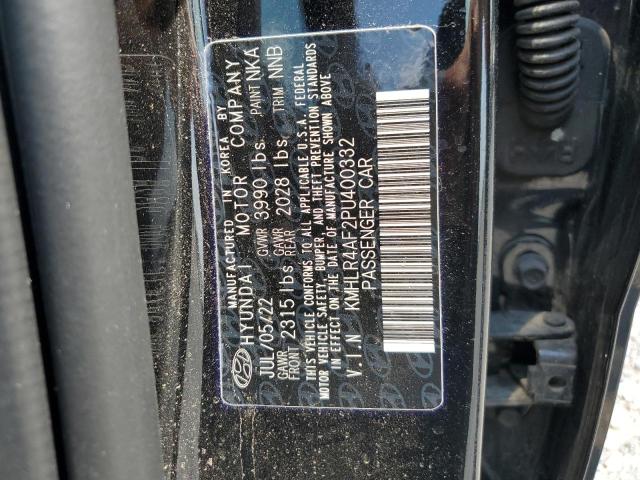 MANUFACTURED IN KOREA BY
HYUNDAI MOTOR COMPANY
JUL/05/22 GVWR 3990 lbs. PAINT NKA
GAWR FRONT 2315 lbs GAWR REAR 2028 lbs. TRIM NNB
THIS VEHICLE CONFORMS TO ALL APPLICABLE U.S.A. FEDERAL
MOTOR VEHICLE SAFETY, BUMPER, AND THEFT PREVENTION STANDARDS
IN EFFECT ON THE DATE OF MANUFACTURE SHOWN ABOVE
V.I.N KMHLR4AF2PU400332
PASSENGER CAR